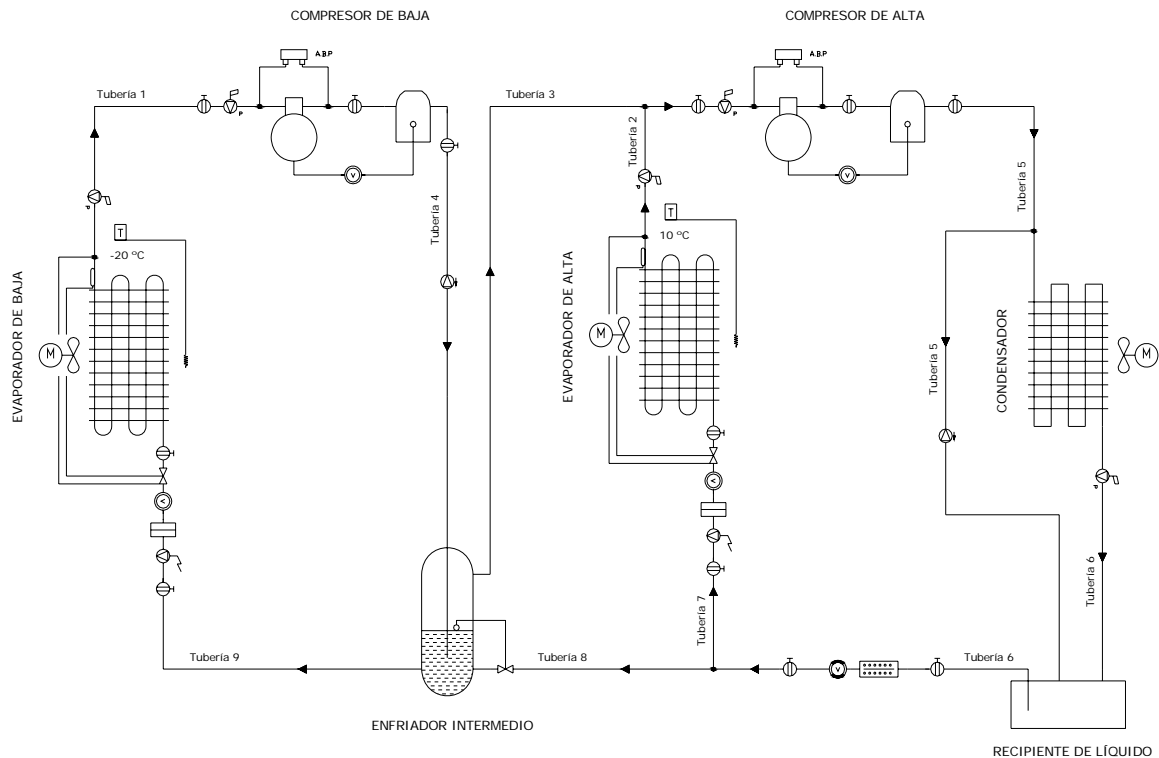 COMPRESOR DE BAJA
COMPRESOR DE ALTA
A.B.P
A.B.P
Tubería 1
Tubería 3
P
P
Tubería 2
Tubería 4
Tubería 5
V
V
P
P
T
T
-20 ºC
10 ºC
EVAPORADOR DE BAJA
EVAPORADOR DE ALTA
CONDENSADOR
M
M
M
Tubería 5
P
V
V
Tubería 6
Tubería 7
Tubería 9
Tubería 8
V
Tubería 6
ENFRIADOR INTERMEDIO
RECIPIENTE DE LÍQUIDO